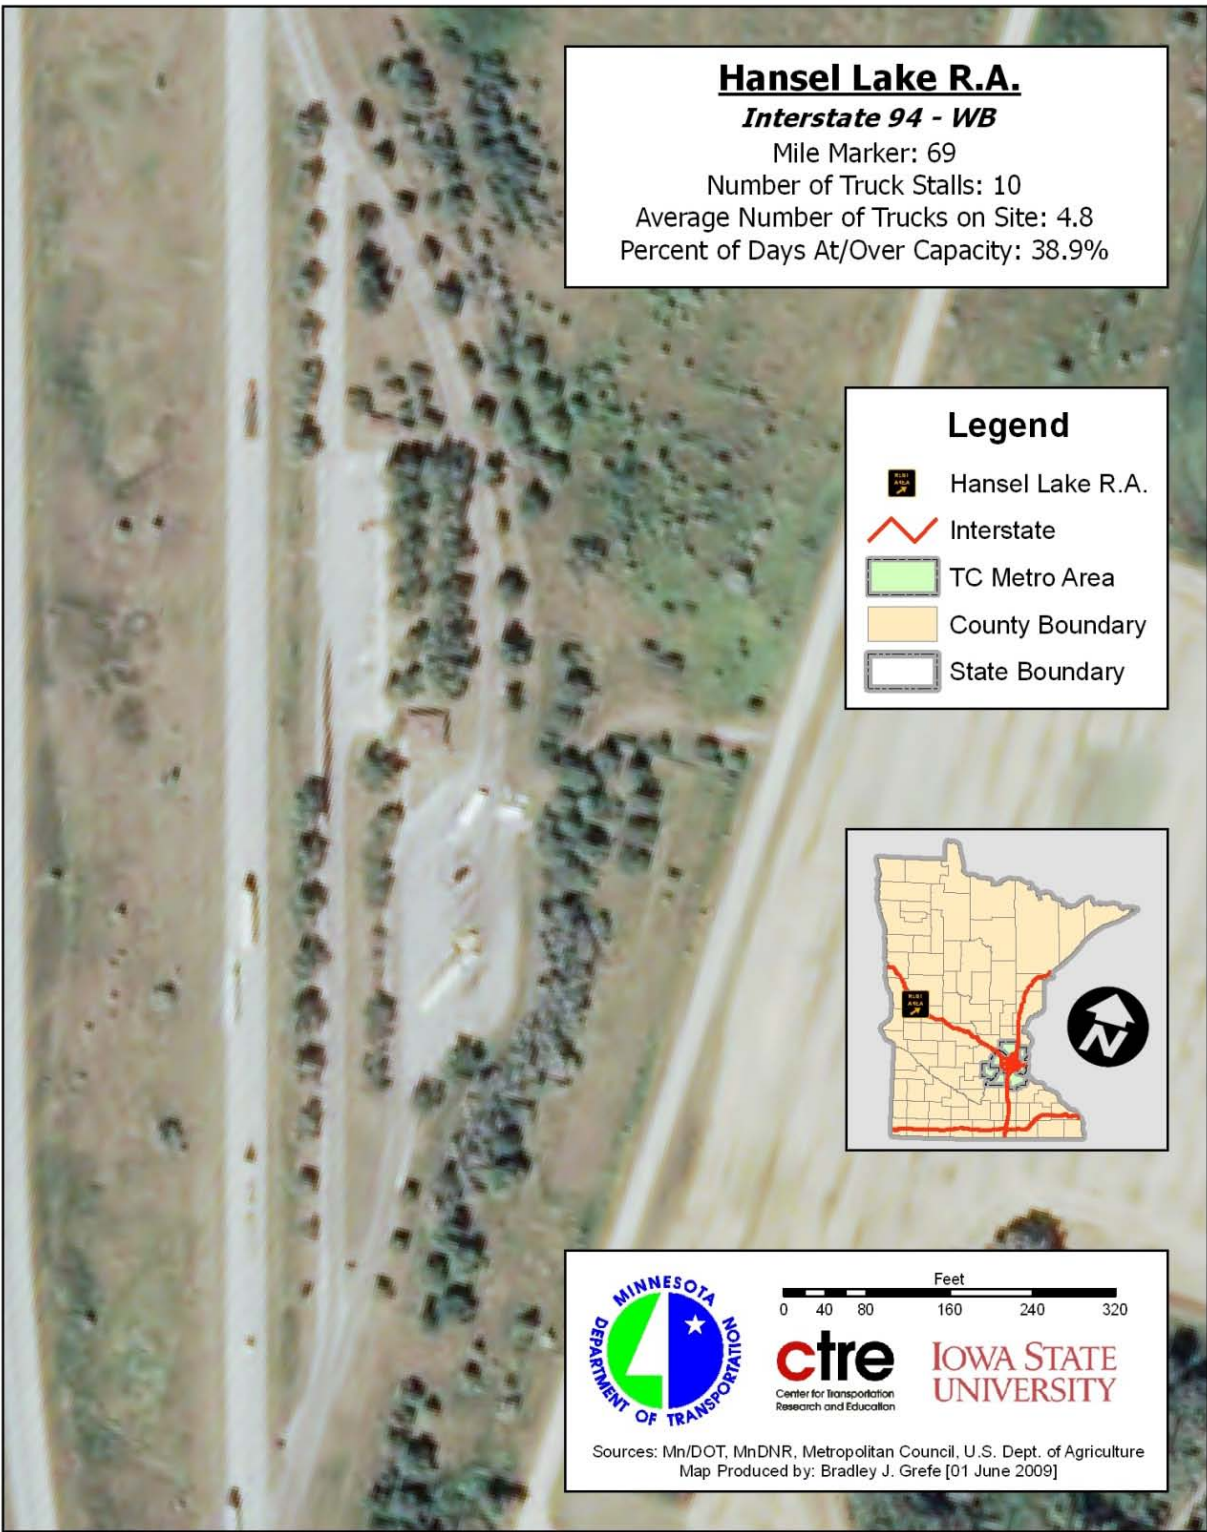 Hansel Lake R.A.
Interstate 94 - WB
Mile Marker: 69
Number of Truck Stalls: 10
Average Number of Trucks on Site: 4.8
Percent of Days At/Over Capacity: 38.9%
Legend
REST
AREA
Hansel Lake R.A.
Interstate
TC Metro Area
County Boundary
State Boundary
REST
AREA
N
MINNESOTA
DEPARTMENT OF TRANSPORTATION
Feet
0 40 80 160 240 320
ctre
Center for Transportation
Research and Education
IOWA STATE
UNIVERSITY
Sources: Mn/DOT, MnDNR, Metropolitan Council, U.S. Dept. of Agriculture
Map Produced by: Bradley J. Grefe [01 June 2009]